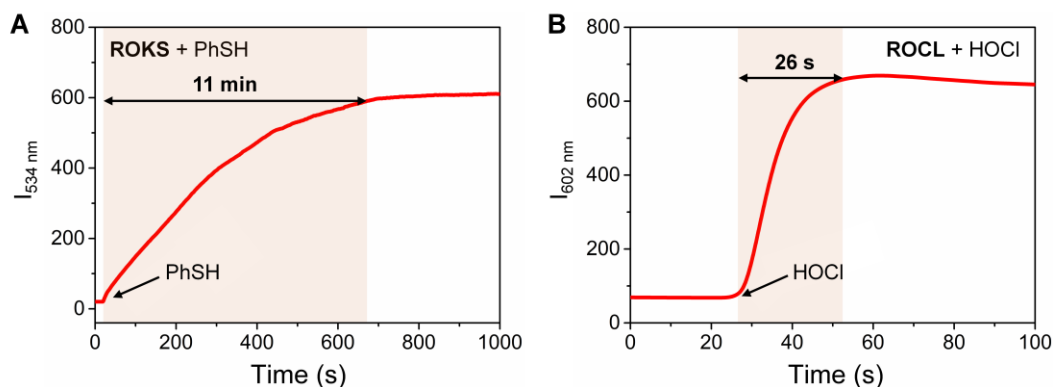 A
ROKS + PhSH
11 min
PhSH
I534 nm
800
600
400
200
0
0 200 400 600 800 1000
Time (s)
B
ROCL + HOCl
26 s
HOCl
I602 nm
800
600
400
200
0
0 20 40 60 80 100
Time (s)